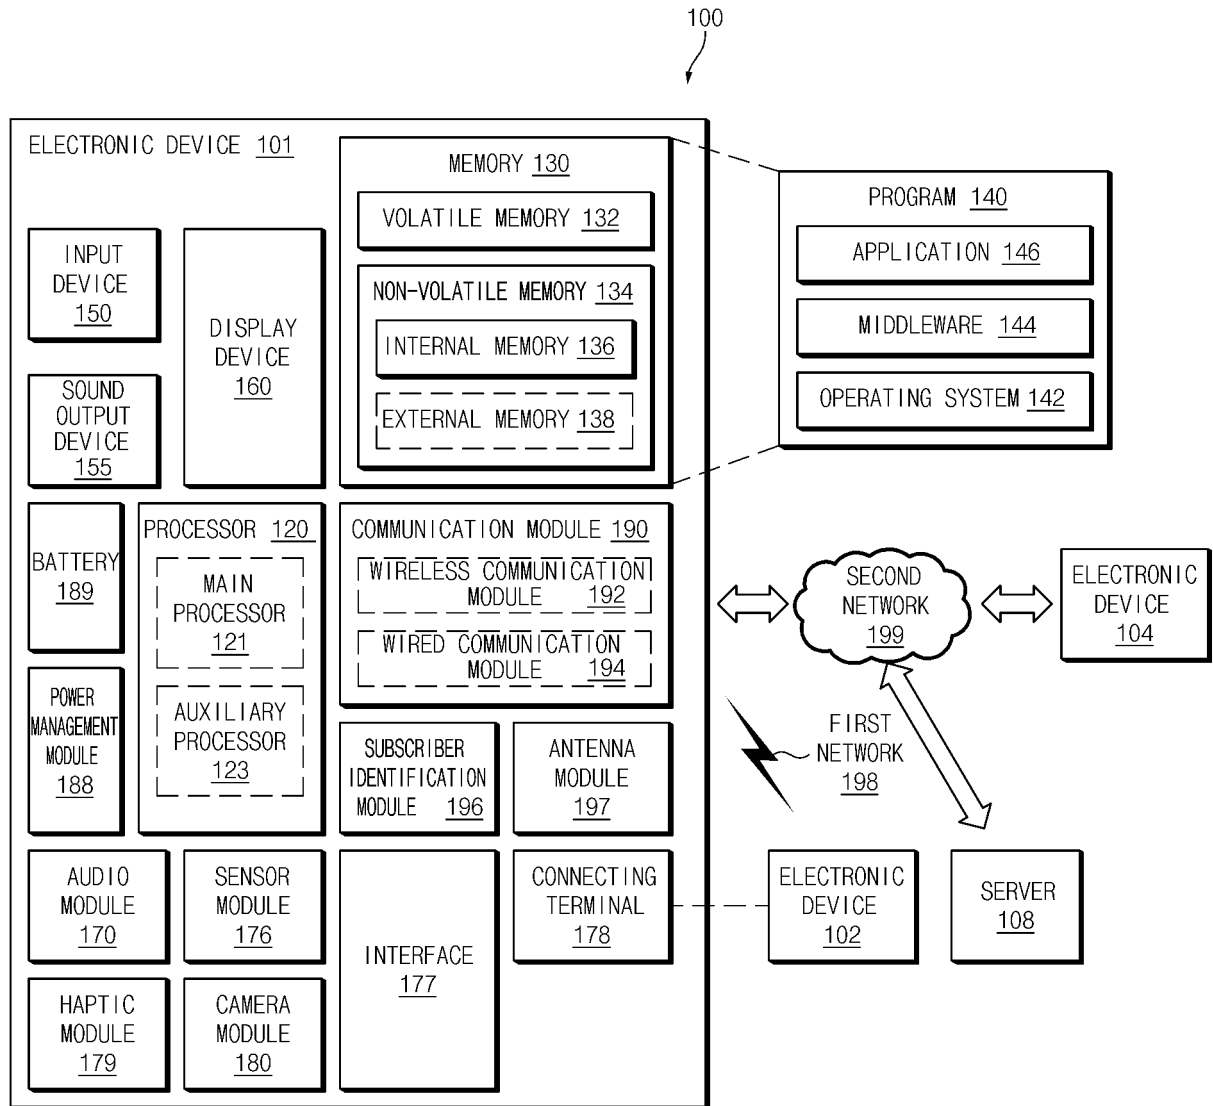 100
ELECTRONIC DEVICE 101
MEMORY 130
VOLATILE MEMORY 132
NON-VOLATILE MEMORY 134
INTERNAL MEMORY 136
EXTERNAL MEMORY 138
PROGRAM 140
APPLICATION 146
MIDDLEWARE 144
OPERATING SYSTEM 142
INPUT
DEVICE
150
DISPLAY
DEVICE
160
SOUND
OUTPUT
DEVICE
155
BATTERY
189
PROCESSOR 120
MAIN
PROCESSOR
121
AUXILIARY
PROCESSOR
123
POWER
MANAGEMENT
MODULE
188
COMMUNICATION MODULE 190
WIRELESS COMMUNICATION
MODULE 192
WIRED COMMUNICATION
MODULE 194
SECOND
NETWORK
199
ELECTRONIC
DEVICE
104
SUBSCRIBER
IDENTIFICATION
MODULE 196
ANTENNA
MODULE
197
FIRST
NETWORK
198
AUDIO
MODULE
170
SENSOR
MODULE
176
INTERFACE
177
CONNECTING
TERMINAL
178
ELECTRONIC
DEVICE
102
SERVER
108
HAPTIC
MODULE
179
CAMERA
MODULE
180